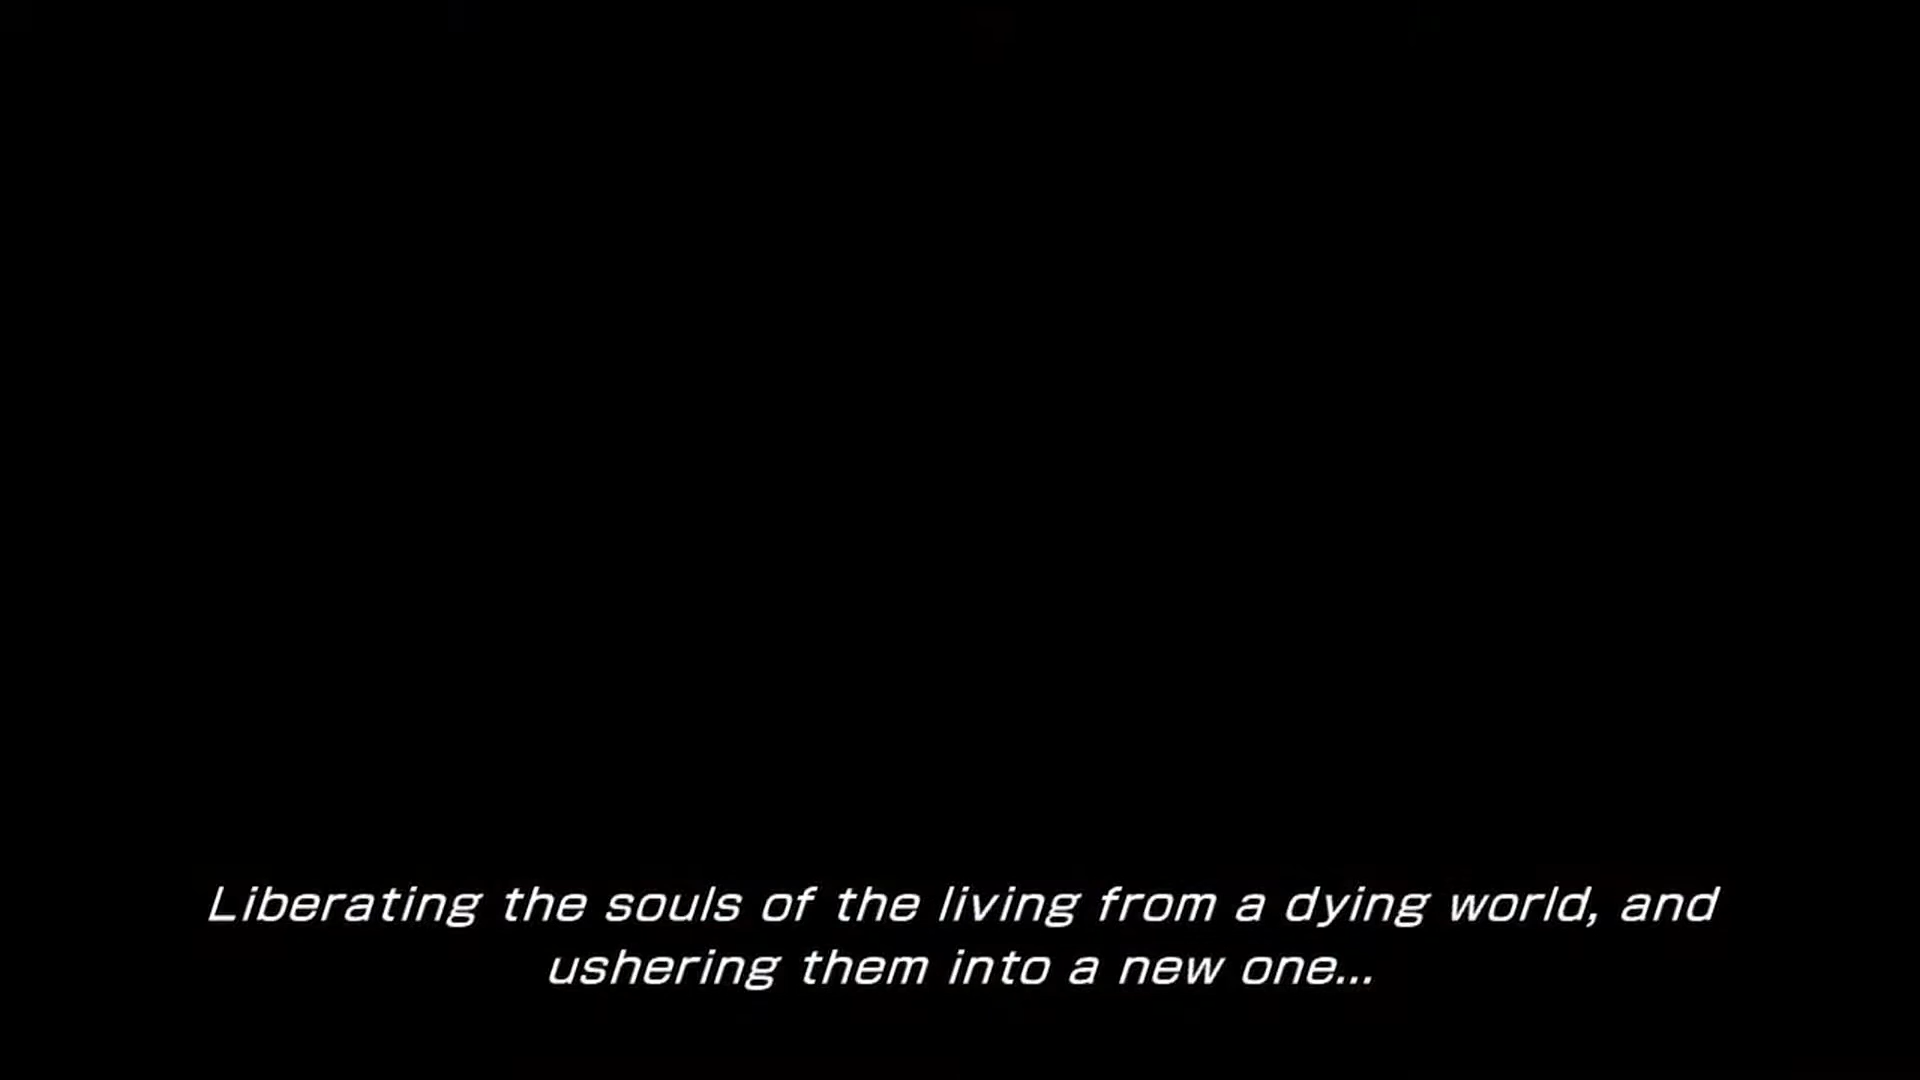 Liberating the souls of the living from a dying world, and
ushering them into a new one...